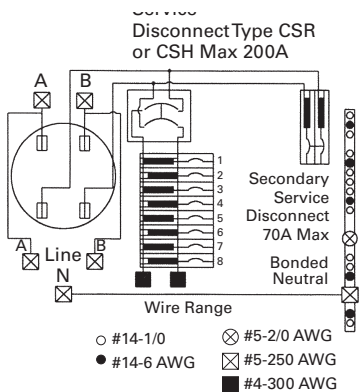 Service
Disconnect Type CSR
or CSH Max 200A
A B
1
2
3
4
5
6
7
8
Secondary
Service
Disconnect
70A Max
A Line B
N
Bonded
Neutral
Wire Range
#14-1/0
#14-6 AWG
#5-2/0 AWG
#5-250 AWG
#4-300 AWG